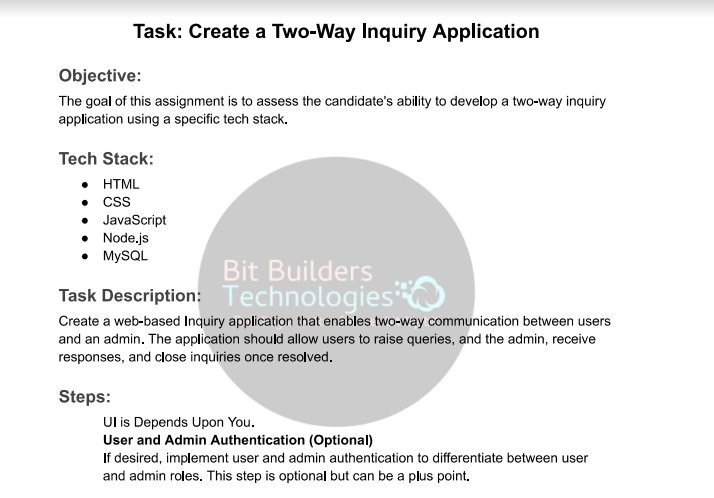 Task: Create a Two-Way Inquiry Application
Objective:
The goal of this assignment is to assess the candidate's ability to develop a two-way inquiry
application using a specific tech stack.
Tech Stack:
● HTML
● CSS
● JavaScript
● Node.js
● MySQL
Bit Builders
Technologies
Task Description:
Create a web-based Inquiry application that enables two-way communication between users
and an admin. The application should allow users to raise queries, and the admin, receive
responses, and close inquiries once resolved.
Steps:
UI is Depends Upon You.
User and Admin Authentication (Optional)
If desired, implement user and admin authentication to differentiate between user
and admin roles. This step is optional but can be a plus point.